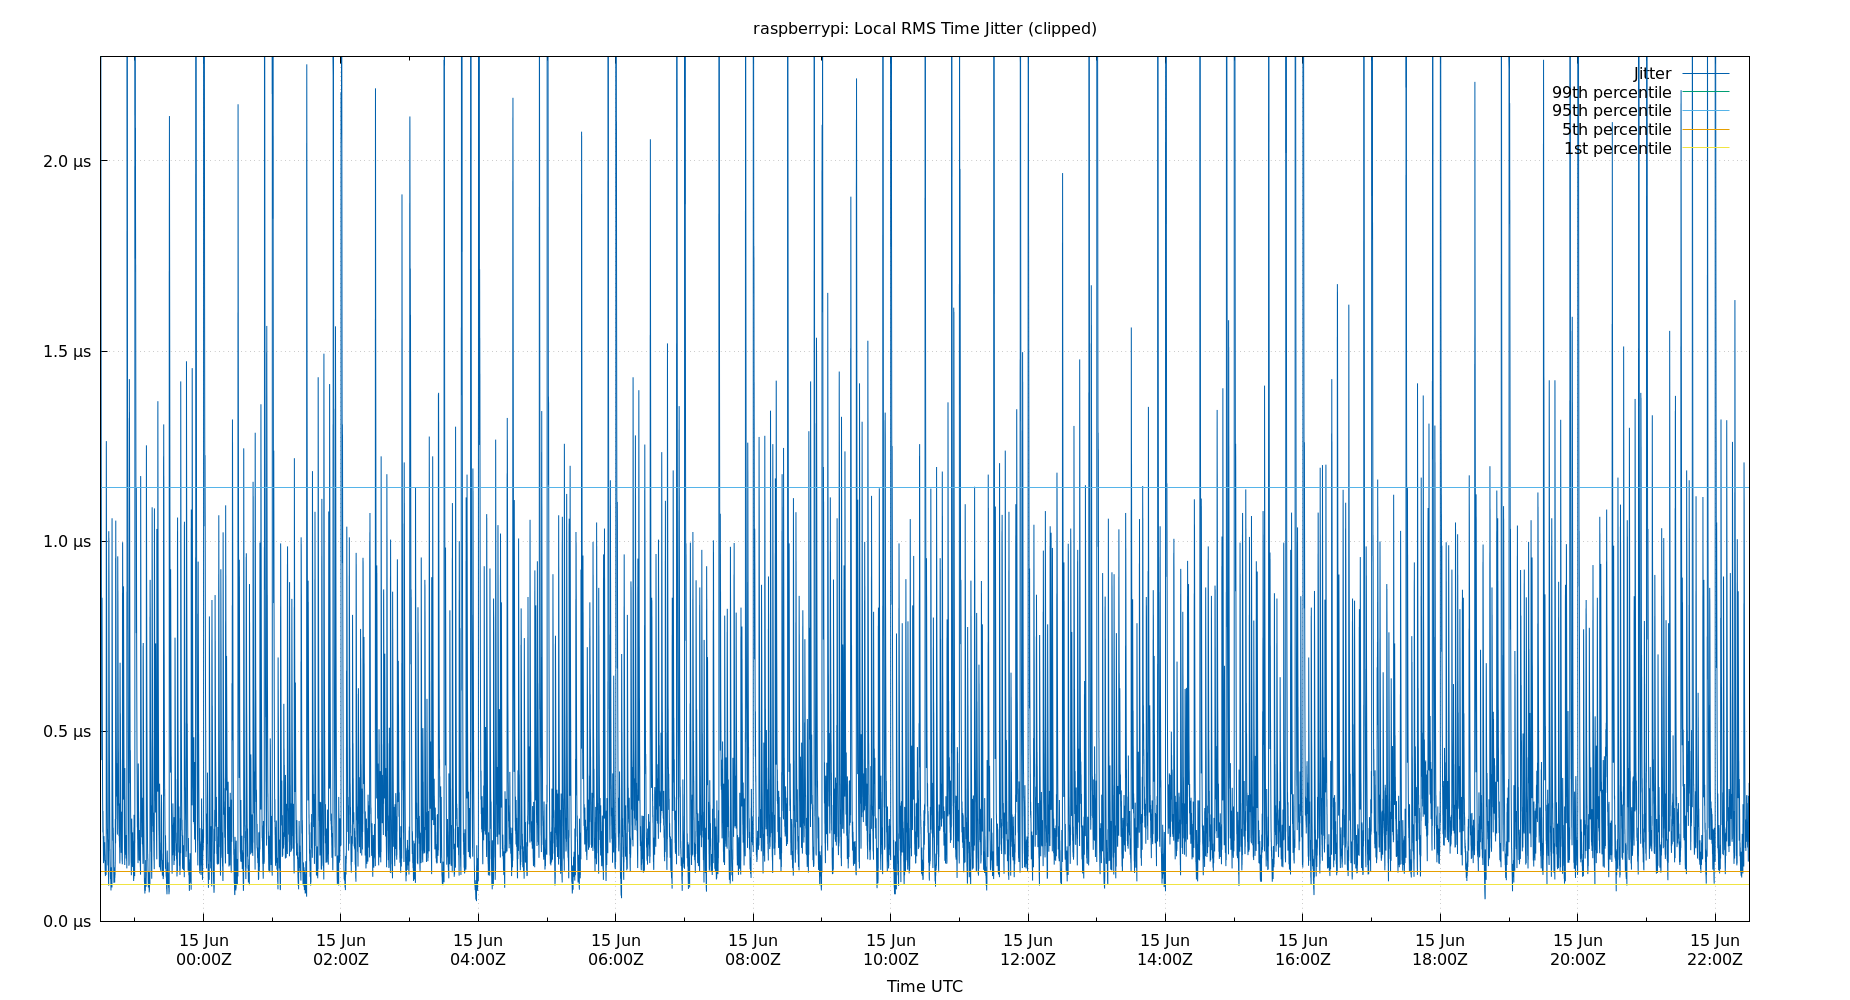 raspberrypi: Local RMS Time Jitter (clipped)
Jitter
99th percentile
95th percentile
5th percentile
1st percentile
2.0 µs
1.5 µs
1.0 µs
0.5 µs
0.0 µs
15 Jun 15 Jun 15 Jun 15 Jun 15 Jun 15 Jun 15 Jun 15 Jun 15 Jun 15 Jun 15 Jun 15 Jun
00:00Z 02:00Z 04:00Z 06:00Z 08:00Z 10:00Z 12:00Z 14:00Z 16:00Z 18:00Z 20:00Z 22:00Z
Time UTC